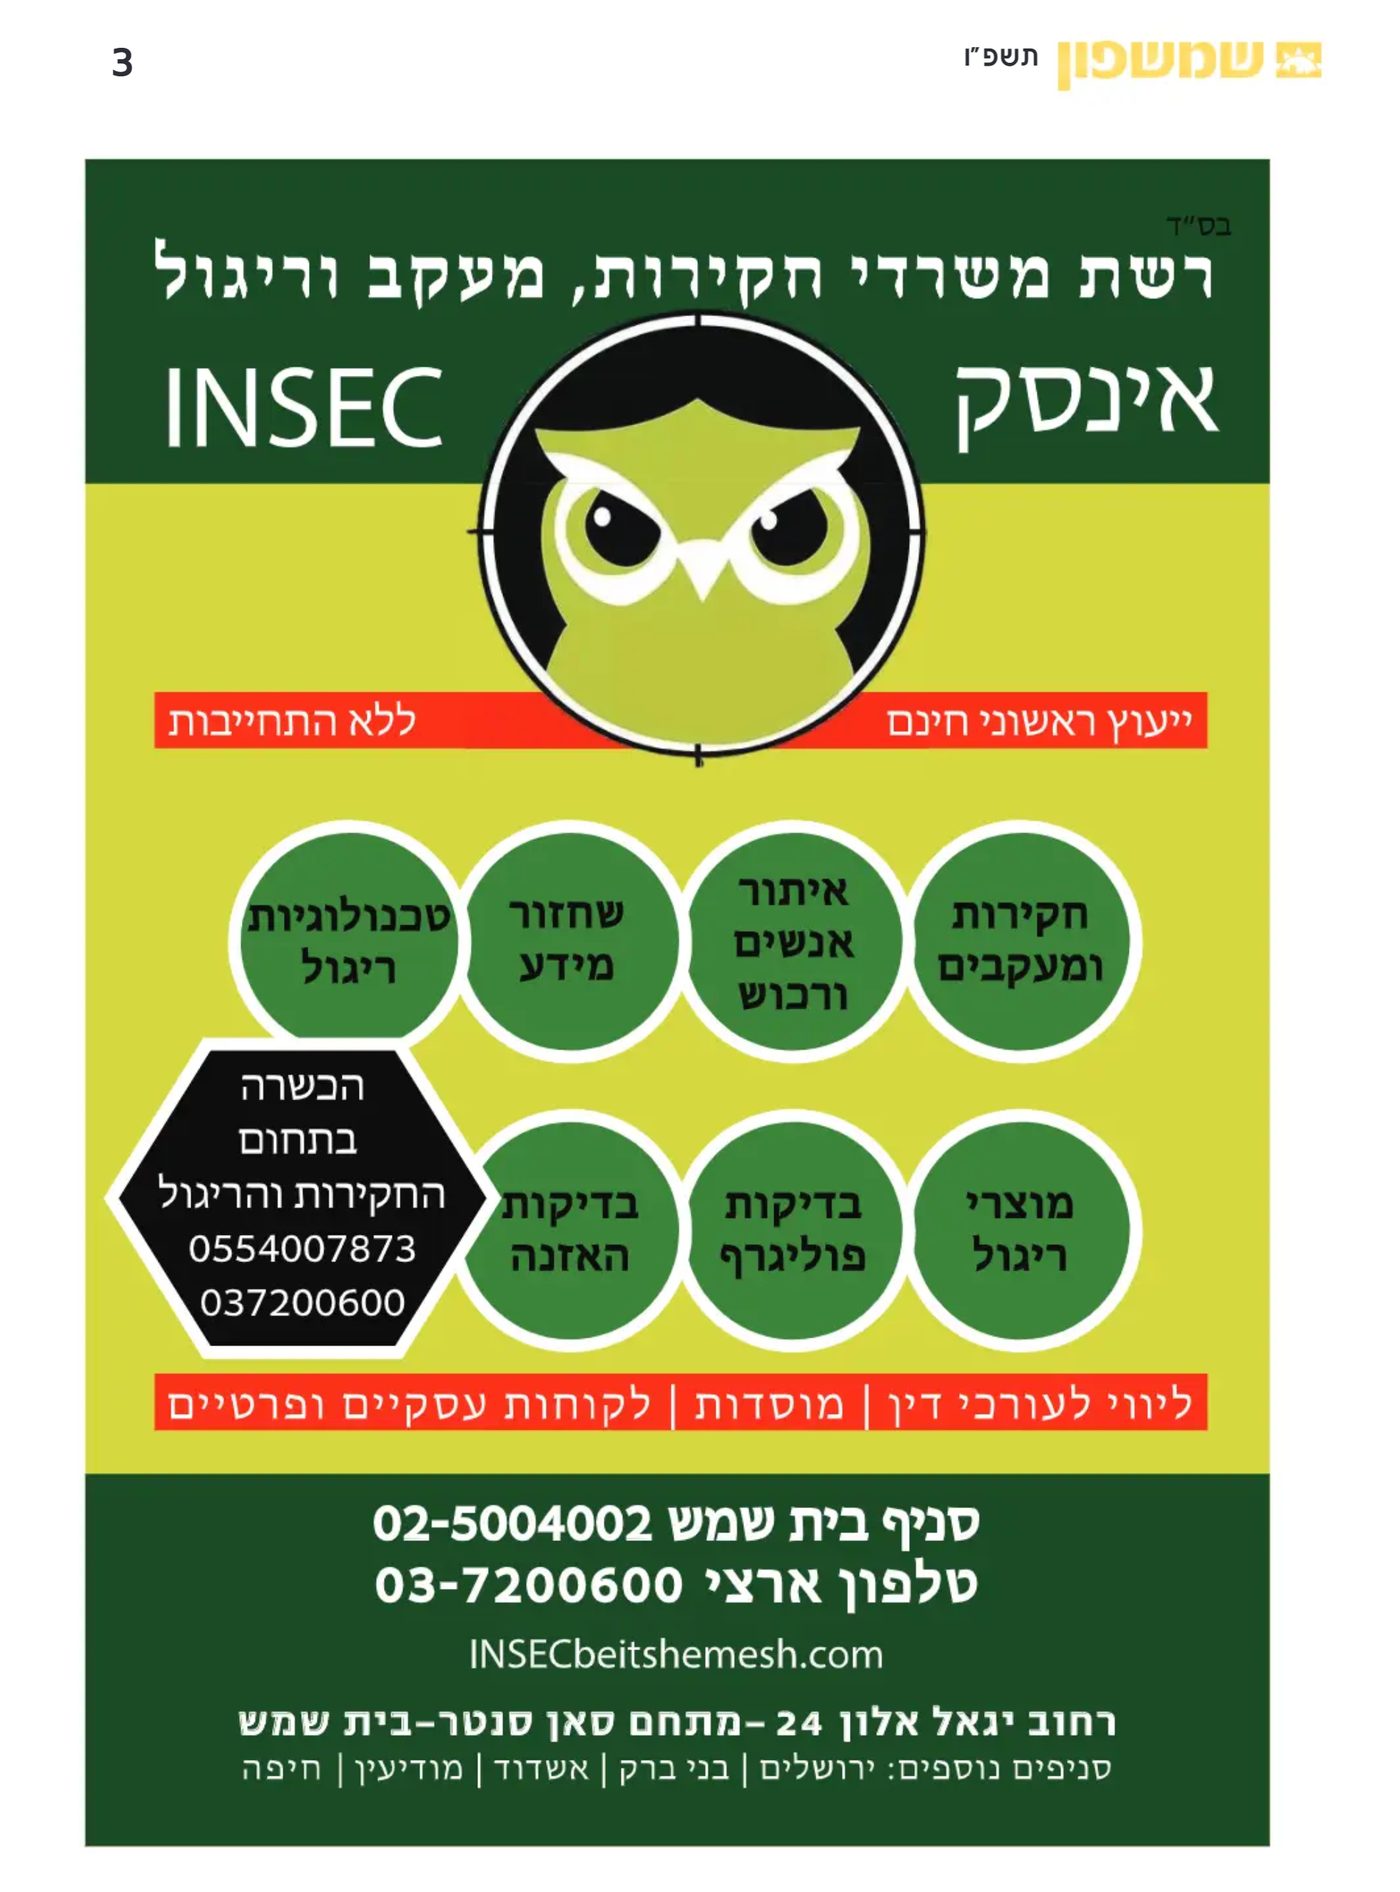 שמשפון תשפ״ו 3
בס״ד
רשת משרדי חקירות, מעקב וריגול
אינסק INSEC
ייעוץ ראשוני חינם ללא התחייבות
חקירות
ומעקבים
איתור
אנשים
ורכוש
שחזור
מידע
טכנולוגיות
ריגול
מוצרי
ריגול
בדיקות
פוליגרף
בדיקות
האזנה
הכשרה
בתחום
החקירות והריגול
0554007873
037200600
ליווי לעורכי דין | מוסדות | לקוחות עסקיים ופרטיים
סניף בית שמש 02-5004002
טלפון ארצי 03-7200600
INSECbeitshemesh.com
רחוב יגאל אלון 24 –מתחם סאן סנטר–בית שמש
סניפים נוספים: ירושלים | בני ברק | אשדוד | מודיעין | חיפה